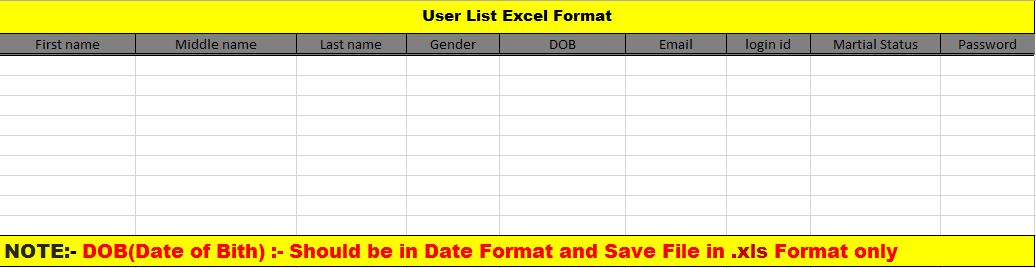 User List Excel Format
First name Middle name Last name Gender DOB Email login id Martial Status Password
NOTE:- DOB(Date of Bith) :- Should be in Date Format and Save File in .xls Format only